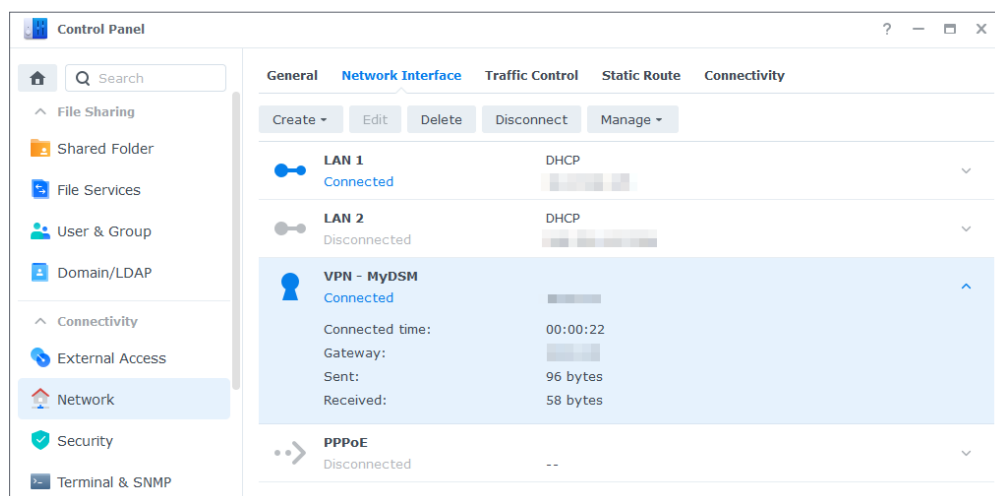 Control Panel
?
Search
General Network Interface Traffic Control Static Route Connectivity
File Sharing
Shared Folder
File Services
User & Group
Domain/LDAP
Connectivity
External Access
Network
Security
Terminal & SNMP
Create Edit Delete Disconnect Manage
LAN 1 DHCP
Connected
LAN 2 DHCP
Disconnected
VPN - MyDSM
Connected
Connected time: 00:00:22
Gateway:
Sent: 96 bytes
Received: 58 bytes
PPPoE
Disconnected --